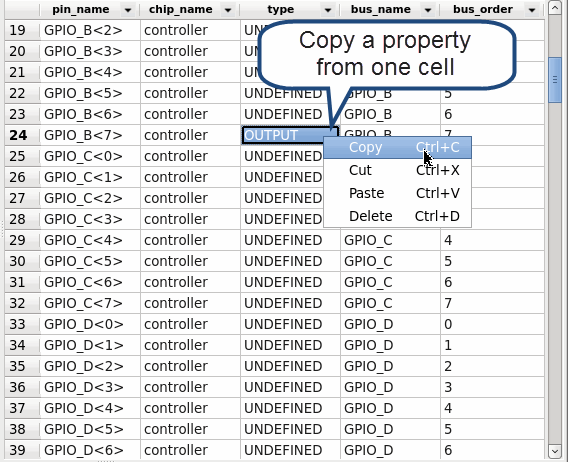 pin_name chip_name type bus_name bus_order
19 GPIO_B<2> controller
20 GPIO_B<3> controller
21 GPIO_B<4> controller
22 GPIO_B<5> controller UNDEFINED GPIO_B 5
23 GPIO_B<6> controller UNDEFINED GPIO_B 6
24 GPIO_B<7> controller OUTPUT GPIO_B 7
25 GPIO_C<0> controller UNDEFINED
26 GPIO_C<1> controller UNDEFINED
27 GPIO_C<2> controller UNDEFINED
28 GPIO_C<3> controller UNDEFINED
29 GPIO_C<4> controller UNDEFINED GPIO_C 4
30 GPIO_C<5> controller UNDEFINED GPIO_C 5
31 GPIO_C<6> controller UNDEFINED GPIO_C 6
32 GPIO_C<7> controller UNDEFINED GPIO_C 7
33 GPIO_D<0> controller UNDEFINED GPIO_D 0
34 GPIO_D<1> controller UNDEFINED GPIO_D 1
35 GPIO_D<2> controller UNDEFINED GPIO_D 2
36 GPIO_D<3> controller UNDEFINED GPIO_D 3
37 GPIO_D<4> controller UNDEFINED GPIO_D 4
38 GPIO_D<5> controller UNDEFINED GPIO_D 5
39 GPIO_D<6> controller UNDEFINED GPIO_D 6
Copy a property
from one cell
Copy Ctrl+C
Cut Ctrl+X
Paste Ctrl+V
Delete Ctrl+D